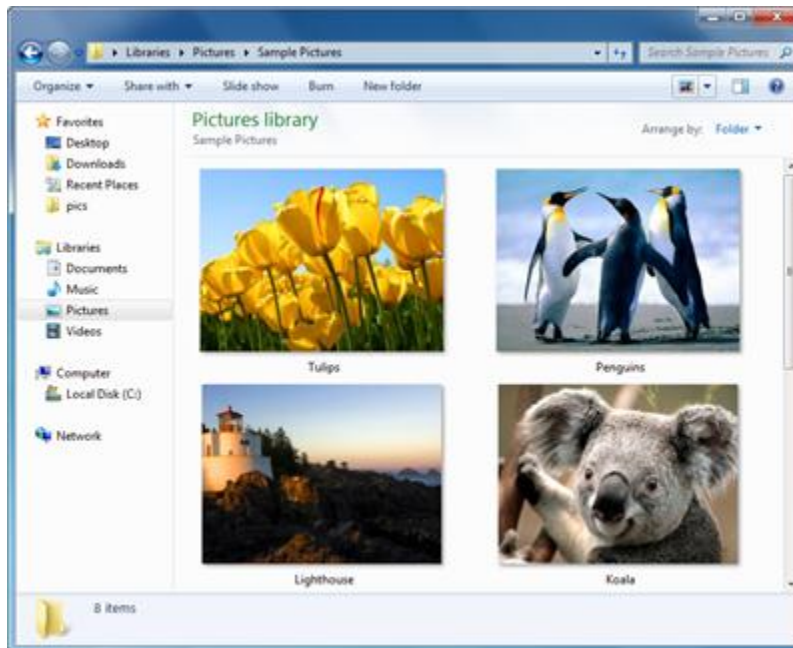 Libraries Pictures Sample Pictures
Search Sample Pictures
Organize Share with Slide show Burn New folder
Favorites
Desktop
Downloads
Recent Places
pics
Libraries
Documents
Music
Pictures
Videos
Computer
Local Disk (C:)
Network
Pictures library
Sample Pictures
Arrange by: Folder
Tulips
Penguins
Lighthouse
Koala
8 items